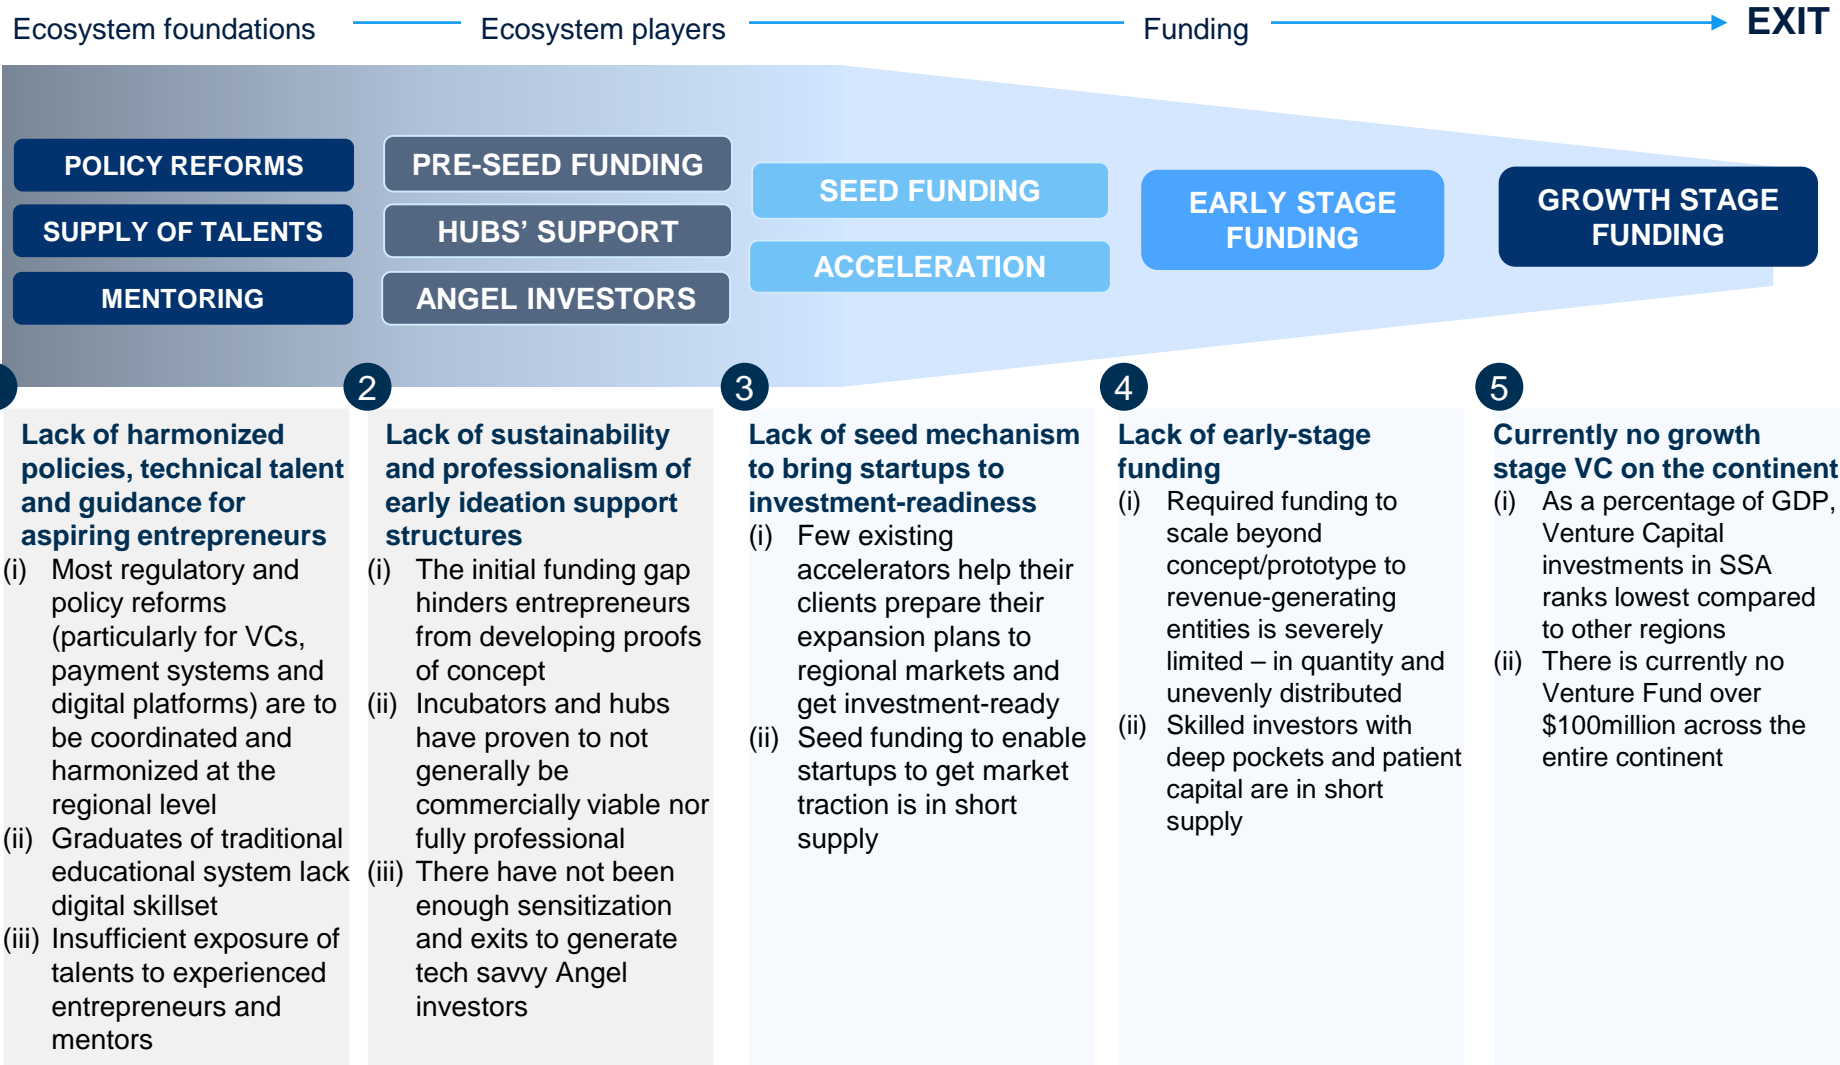 Ecosystem foundations
Ecosystem players
Funding
EXIT
POLICY REFORMS
SUPPLY OF TALENTS
MENTORING
PRE-SEED FUNDING
HUBS’ SUPPORT
ANGEL INVESTORS
SEED FUNDING
ACCELERATION
EARLY STAGE
FUNDING
GROWTH STAGE
FUNDING
Lack of harmonized
policies, technical talent
and guidance for
aspiring entrepreneurs
(i) Most regulatory and
policy reforms
(particularly for VCs,
payment systems and
digital platforms) are to
be coordinated and
harmonized at the
regional level
(ii) Graduates of traditional
educational system lack
digital skillset
(iii) Insufficient exposure of
talents to experienced
entrepreneurs and
mentors
2
Lack of sustainability
and professionalism of
early ideation support
structures
(i) The initial funding gap
hinders entrepreneurs
from developing proofs
of concept
(ii) Incubators and hubs
have proven to not
generally be
commercially viable nor
fully professional
(iii) There have not been
enough sensitization
and exits to generate
tech savvy Angel
investors
3
Lack of seed mechanism
to bring startups to
investment-readiness
(i) Few existing
accelerators help their
clients prepare their
expansion plans to
regional markets and
get investment-ready
(ii) Seed funding to enable
startups to get market
traction is in short
supply
4
Lack of early-stage
funding
(i) Required funding to
scale beyond
concept/prototype to
revenue-generating
entities is severely
limited – in quantity and
unevenly distributed
(ii) Skilled investors with
deep pockets and patient
capital are in short
supply
5
Currently no growth
stage VC on the continent
(i) As a percentage of GDP,
Venture Capital
investments in SSA
ranks lowest compared
to other regions
(ii) There is currently no
Venture Fund over
$100million across the
entire continent